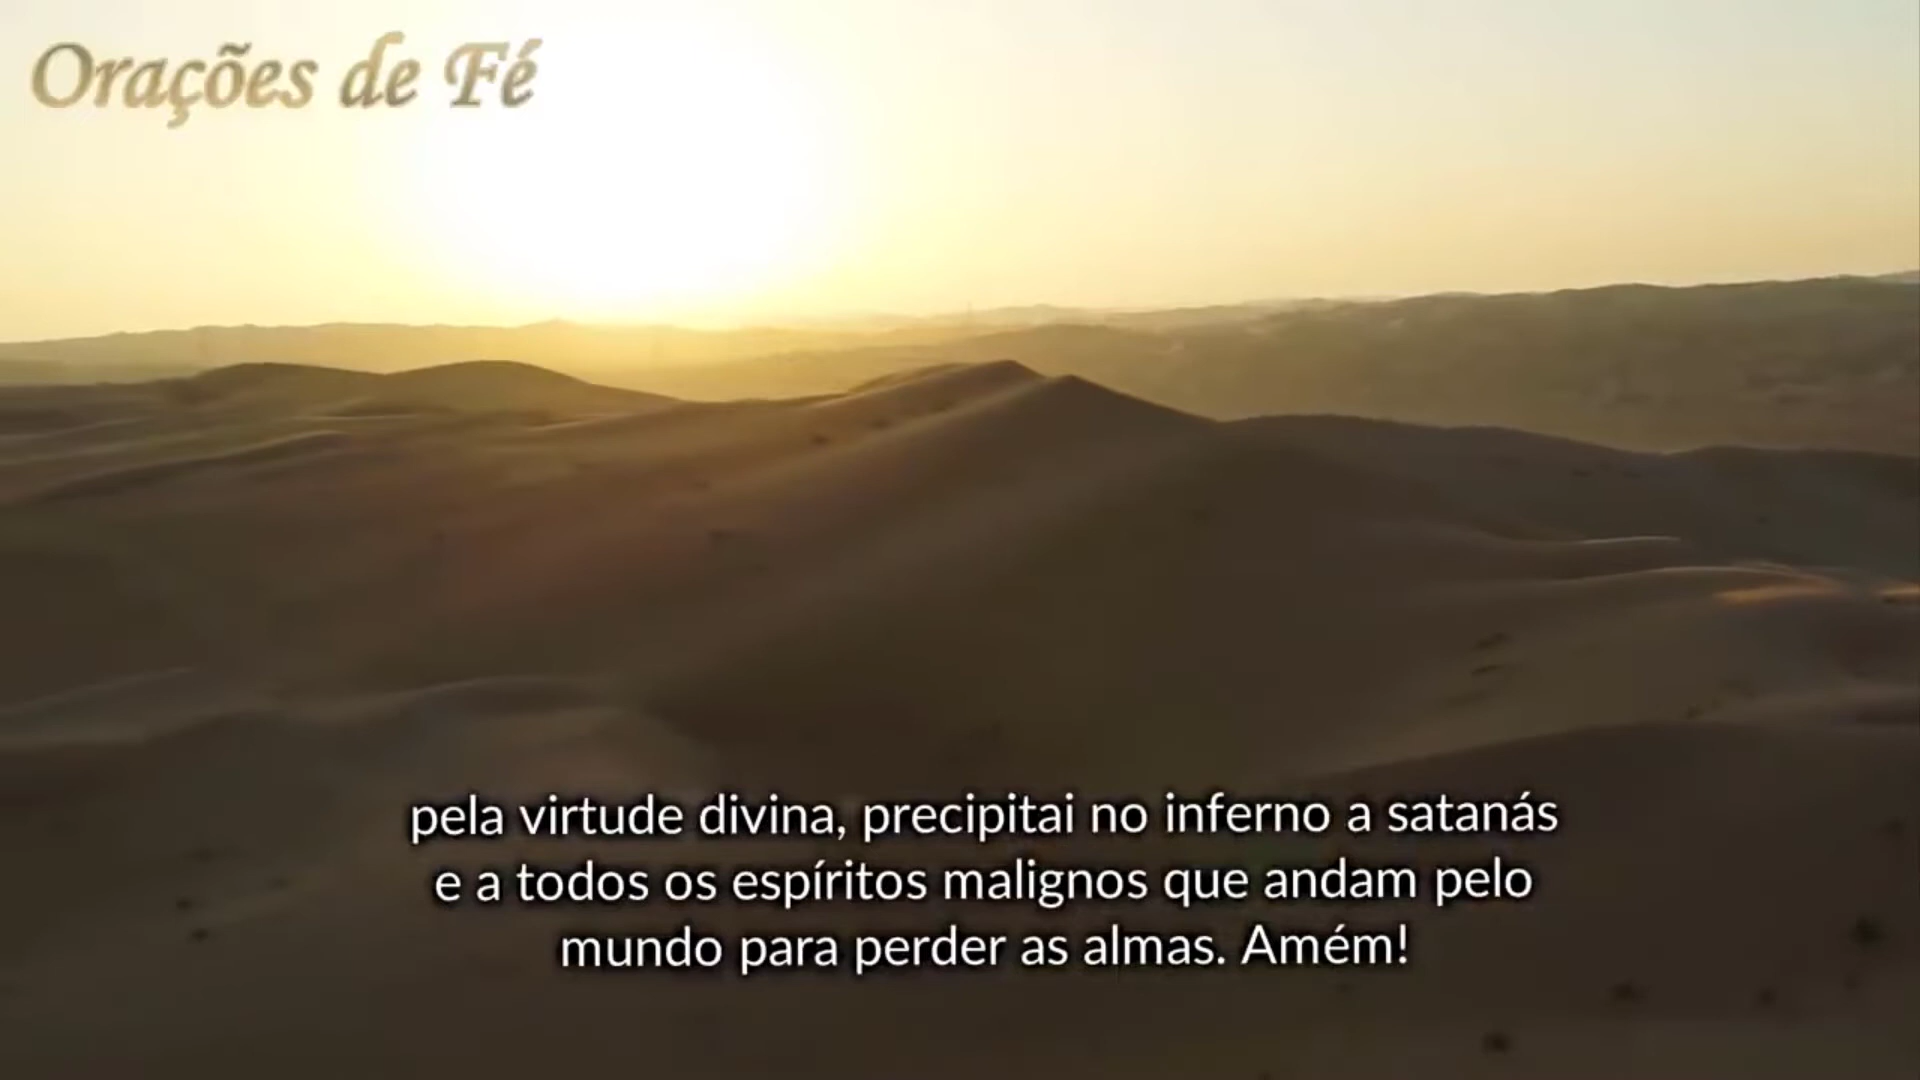 Orações de Fé
pela virtude divina, precipitai no inferno a satanás
e a todos os espíritos malignos que andam pelo
mundo para perder as almas. Amém!